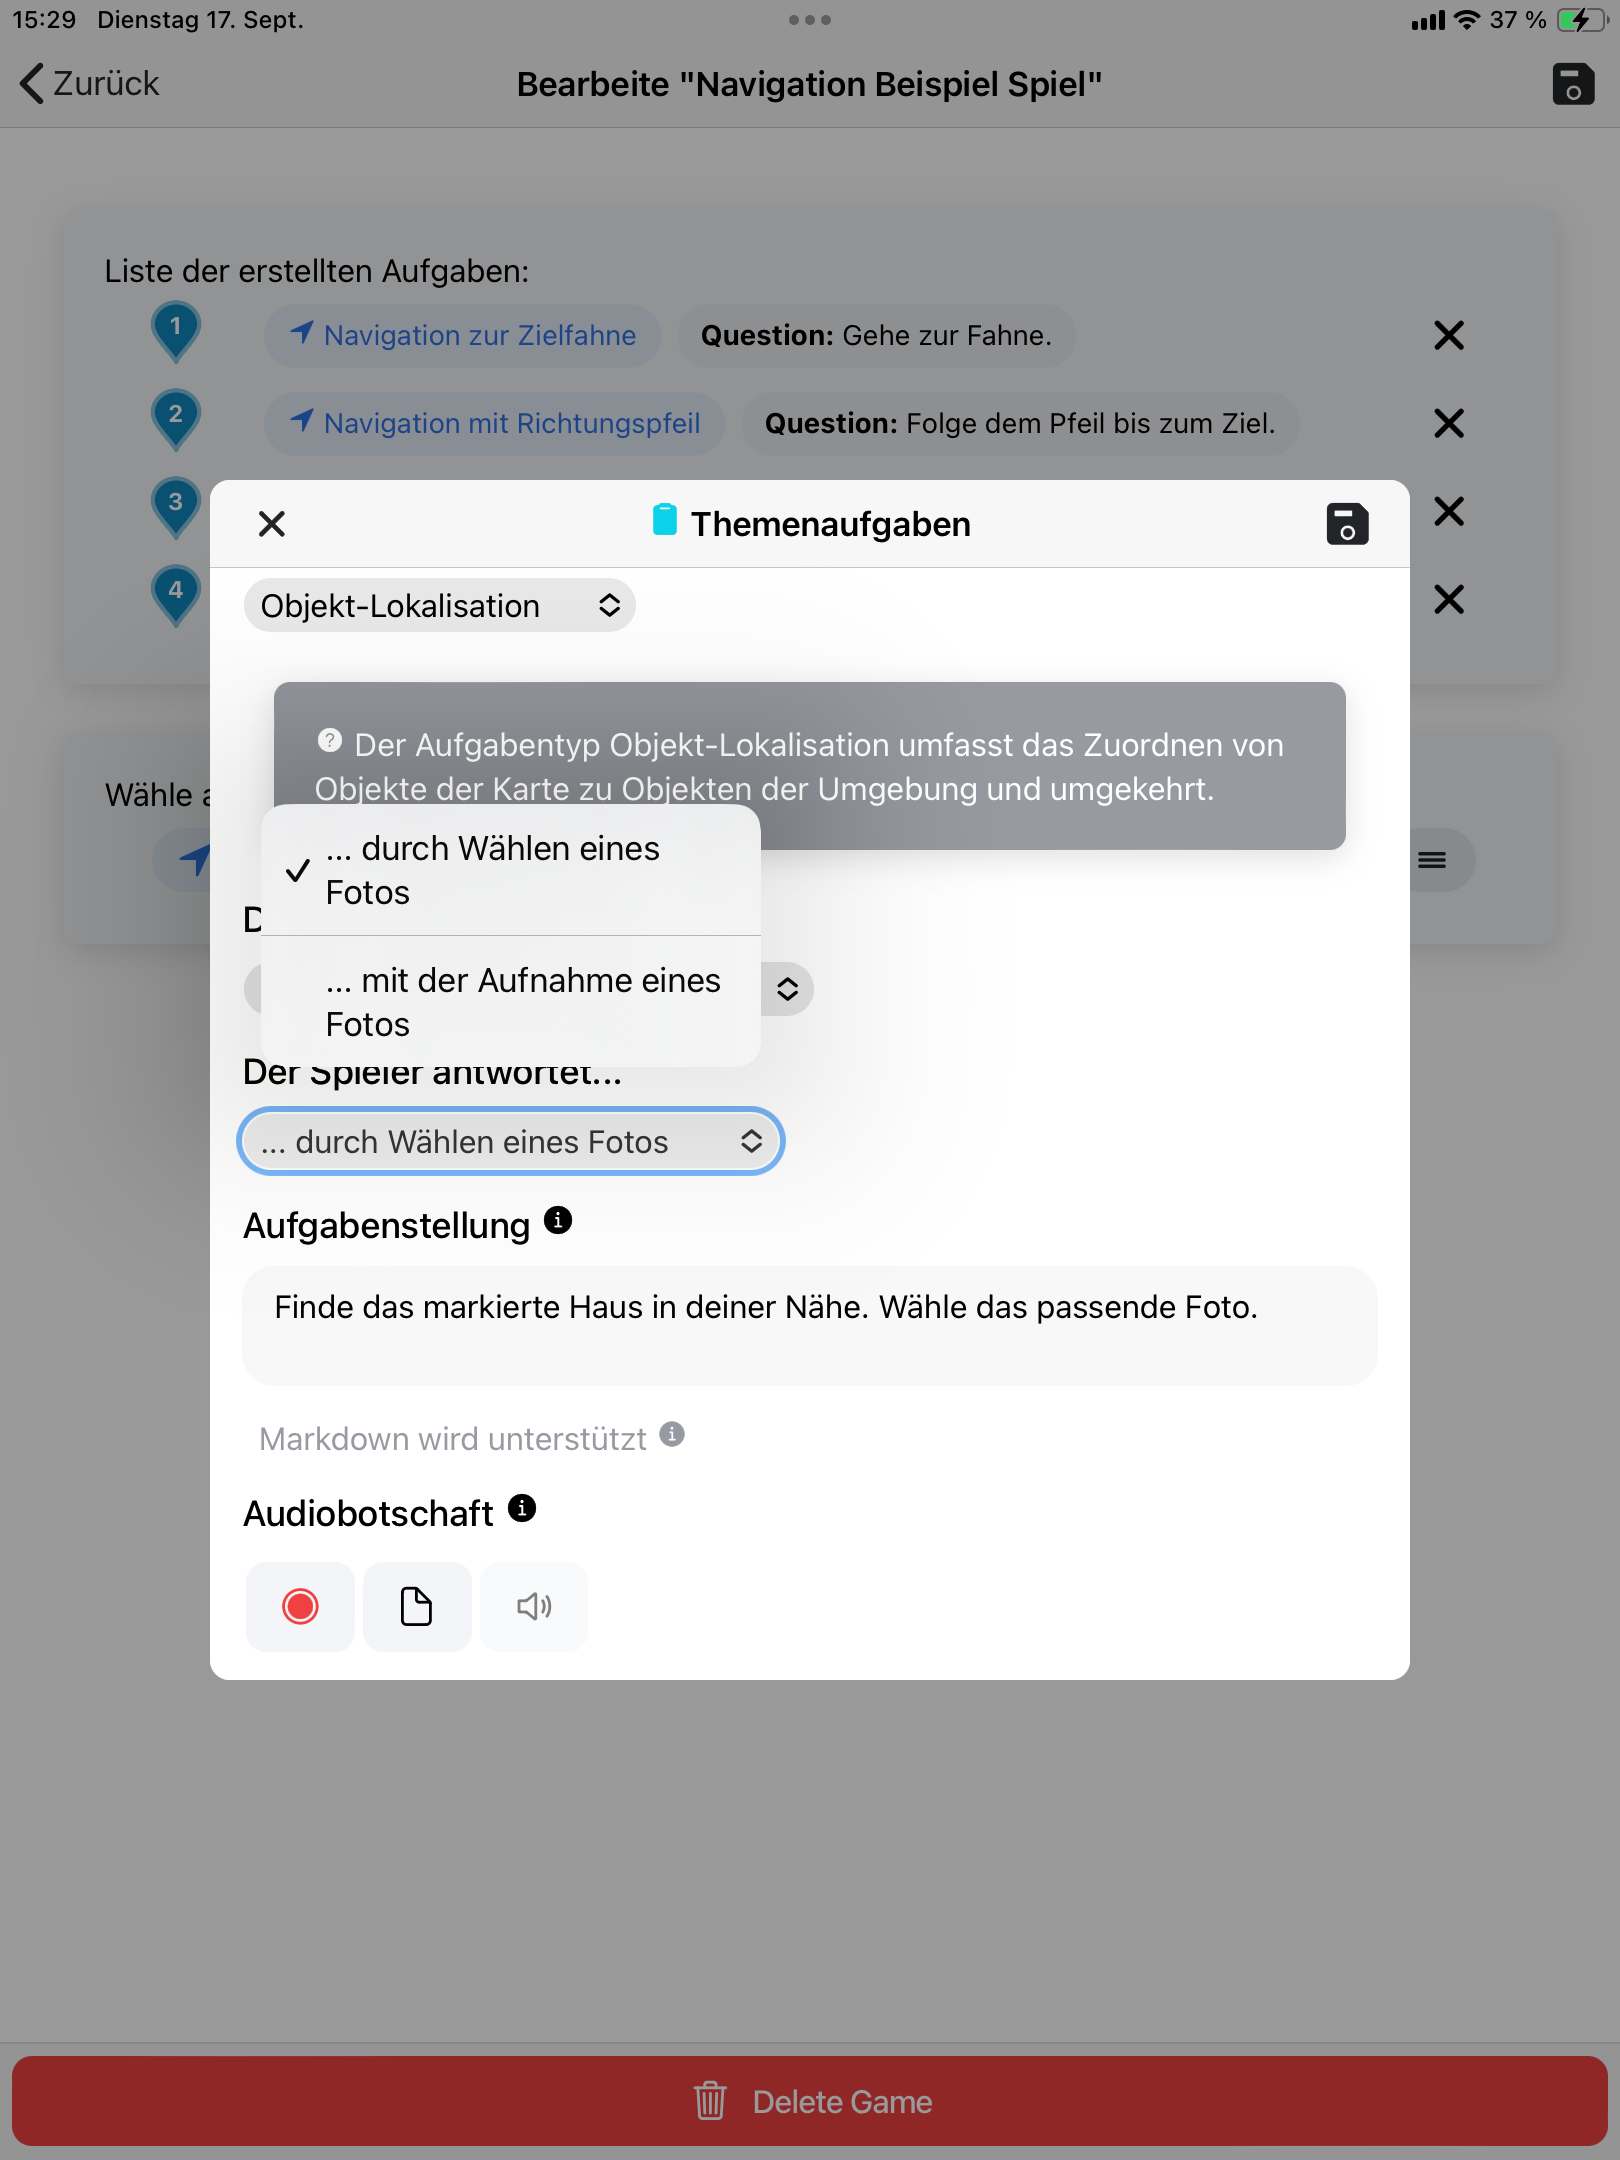 15:29 Dienstag 17. Sept.
37 %
Zurück
Bearbeite "Navigation Beispiel Spiel"
Liste der erstellten Aufgaben:
1
Navigation zur Zielfahne
Question: Gehe zur Fahne.
2
Navigation mit Richtungspfeil
Question: Folge dem Pfeil bis zum Ziel.
3
4
Themenaufgaben
Objekt-Lokalisation
Der Aufgabentyp Objekt-Lokalisation umfasst das Zuordnen von
Objekte der Karte zu Objekten der Umgebung und umgekehrt.
Wähle
... durch Wählen eines
Fotos
... mit der Aufnahme eines
Fotos
Der Spieler antwortet...
... durch Wählen eines Fotos
Aufgabenstellung
Finde das markierte Haus in deiner Nähe. Wähle das passende Foto.
Markdown wird unterstützt
Audiobotschaft
Delete Game